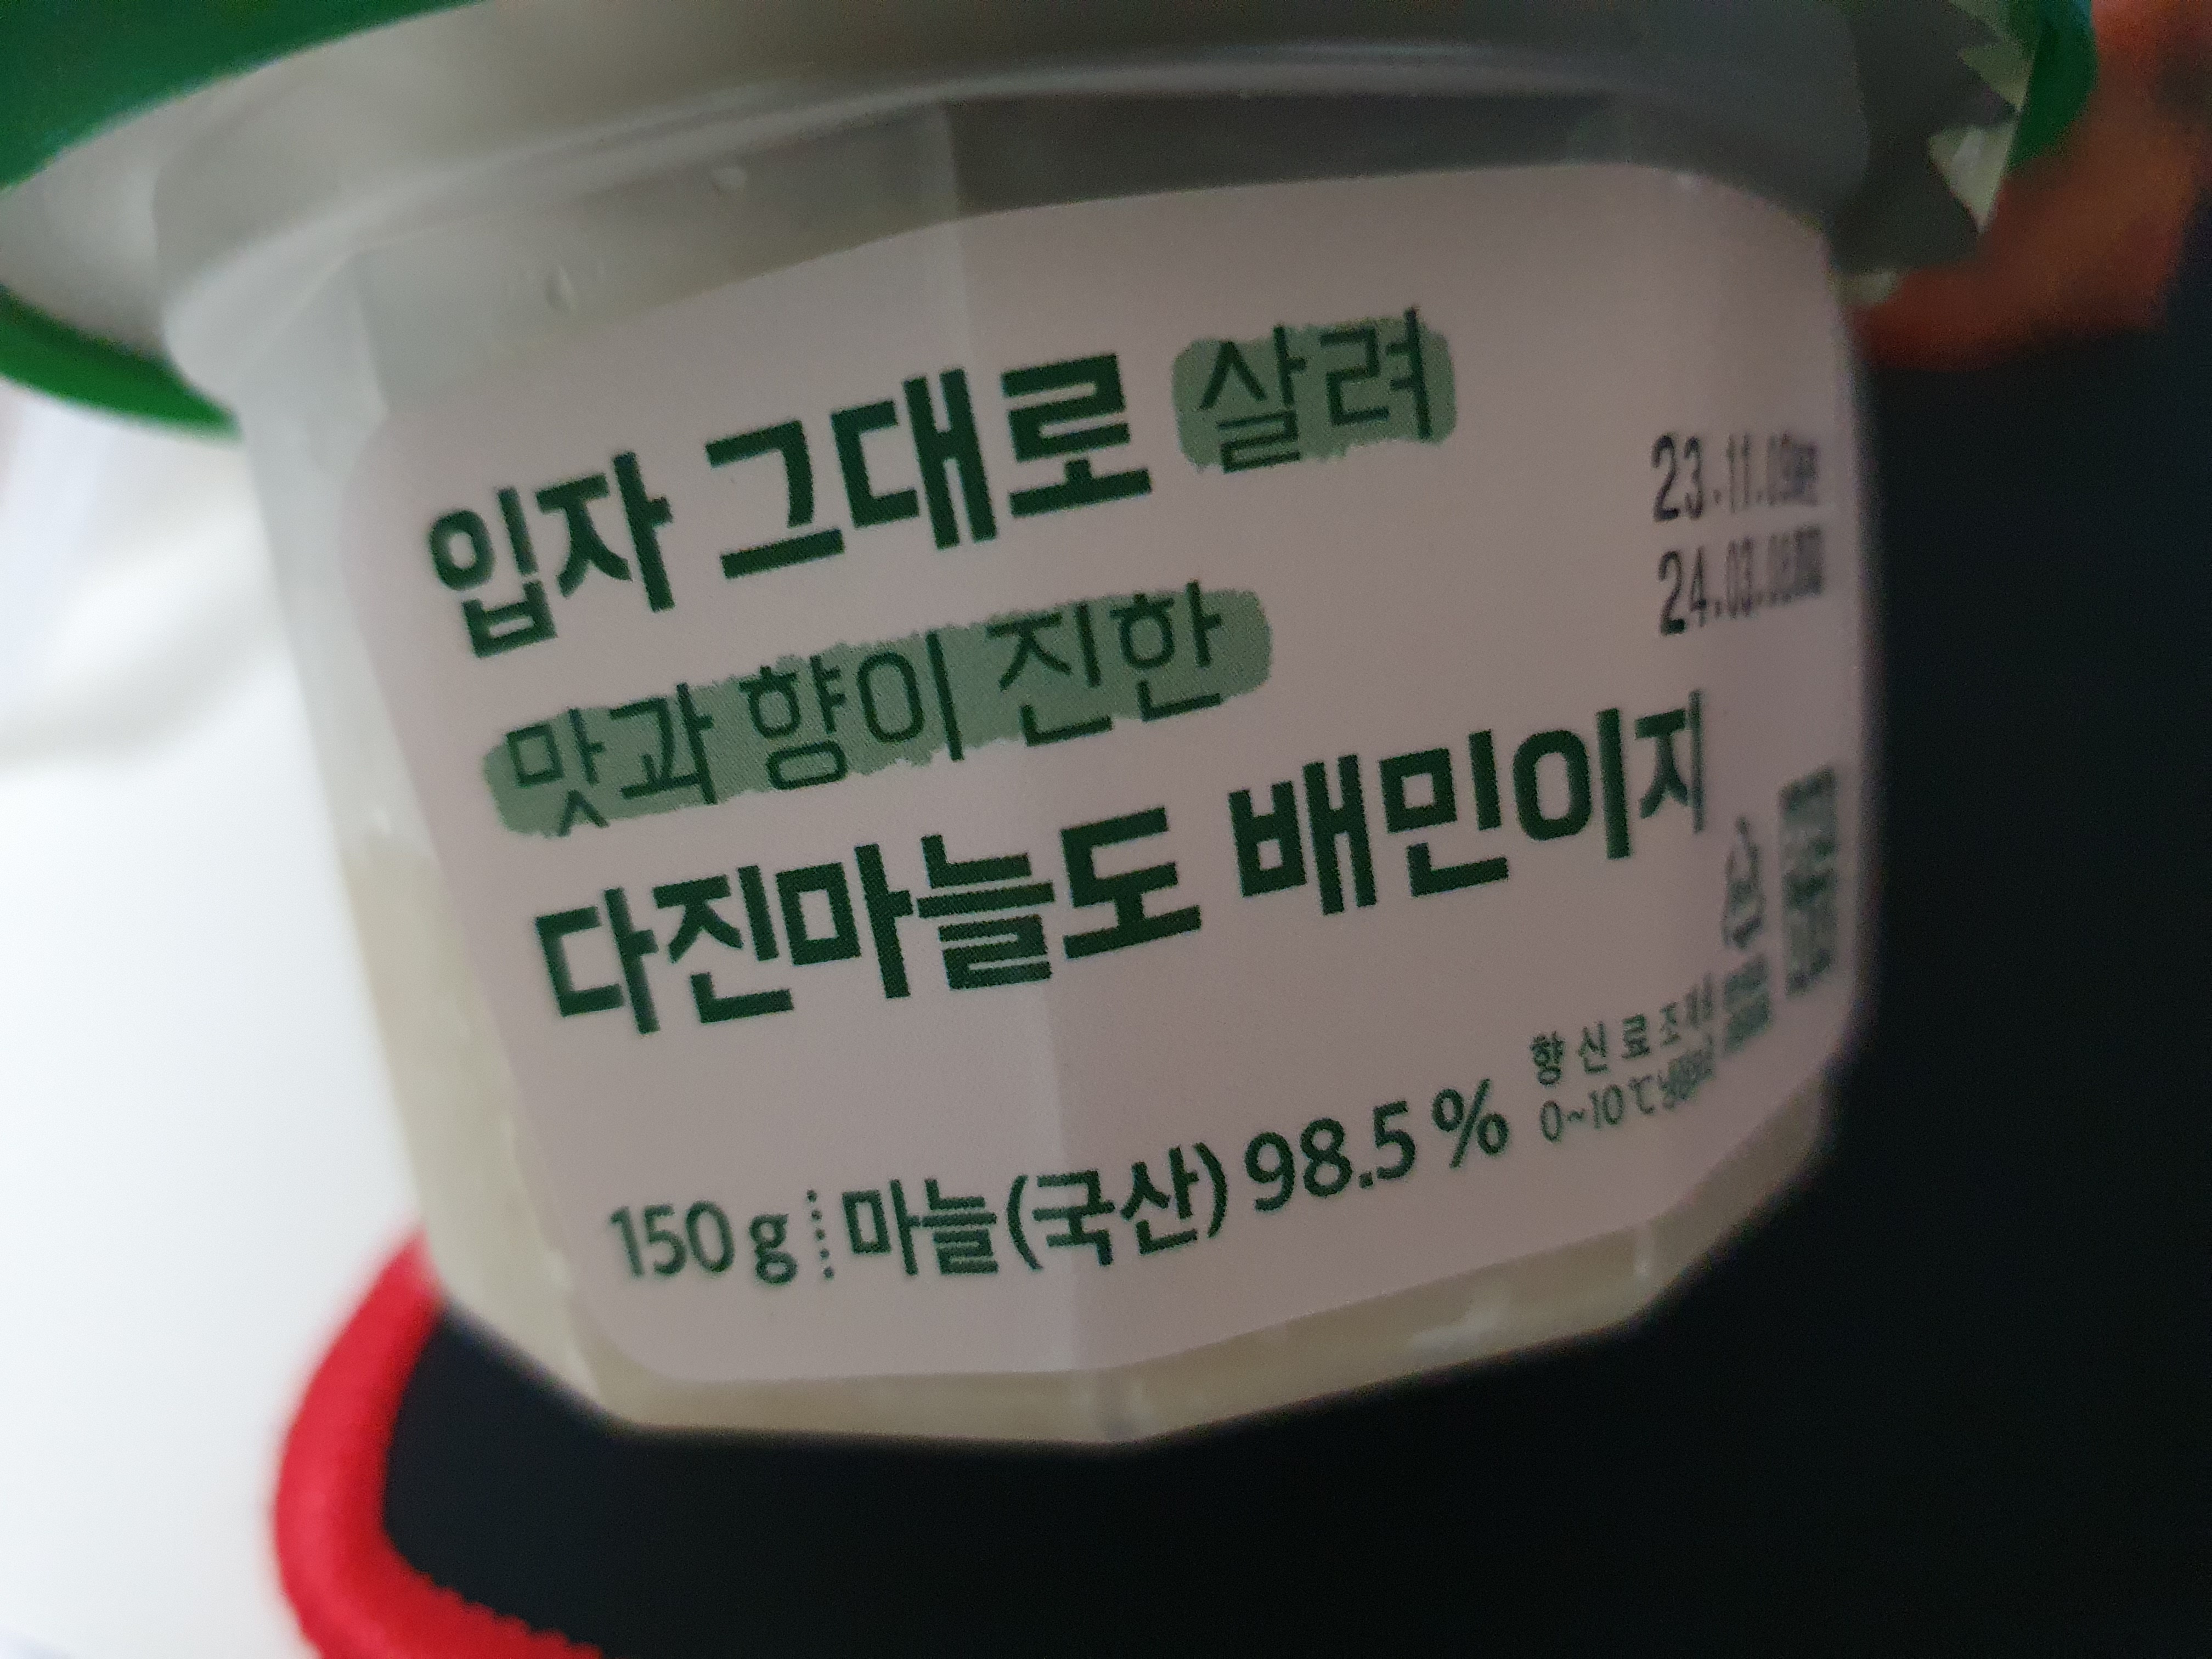 입자 그대로 살려
맛과 향이 진한
다진마늘도 배민이지
23.11.09
24.03.
향신료조제품
0~10℃
150g 마늘(국산) 98.5%